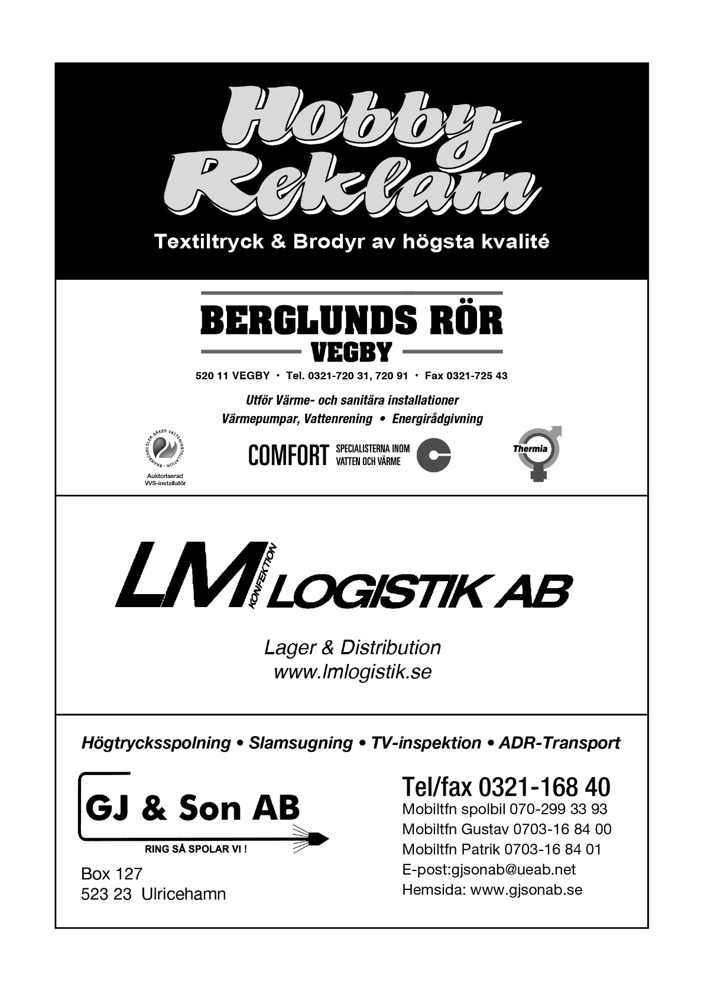 Hobby
Reklam
Textiltryck & Brodyr av högsta kvalité
BERGLUNDS RÖR
VEGBY
520 11 VEGBY • Tel. 0321-720 31, 720 91 • Fax 0321-725 43
Utför Värme- och sanitära installationer
Värmepumpar, Vattenrening • Energirådgivning
BRANSCHREGLER SÄKER VATTENINSTALLATION •
Auktoriserad
VVS-installatör
COMFORT
SPECIALISTERNA INOM
VATTEN OCH VÄRME
Thermia
LM KONFEKTION LOGISTIK AB
Lager & Distribution
www.lmlogistik.se
Högtrycksspolning • Slamsugning • TV-inspektion • ADR-Transport
GJ & Son AB
RING SÅ SPOLAR VI !
Box 127
523 23 Ulricehamn
Tel/fax 0321-168 40
Mobiltfn spolbil 070-299 33 93
Mobiltfn Gustav 0703-16 84 00
Mobiltfn Patrik 0703-16 84 01
E-post:gjsonab@ueab.net
Hemsida: www.gjsonab.se